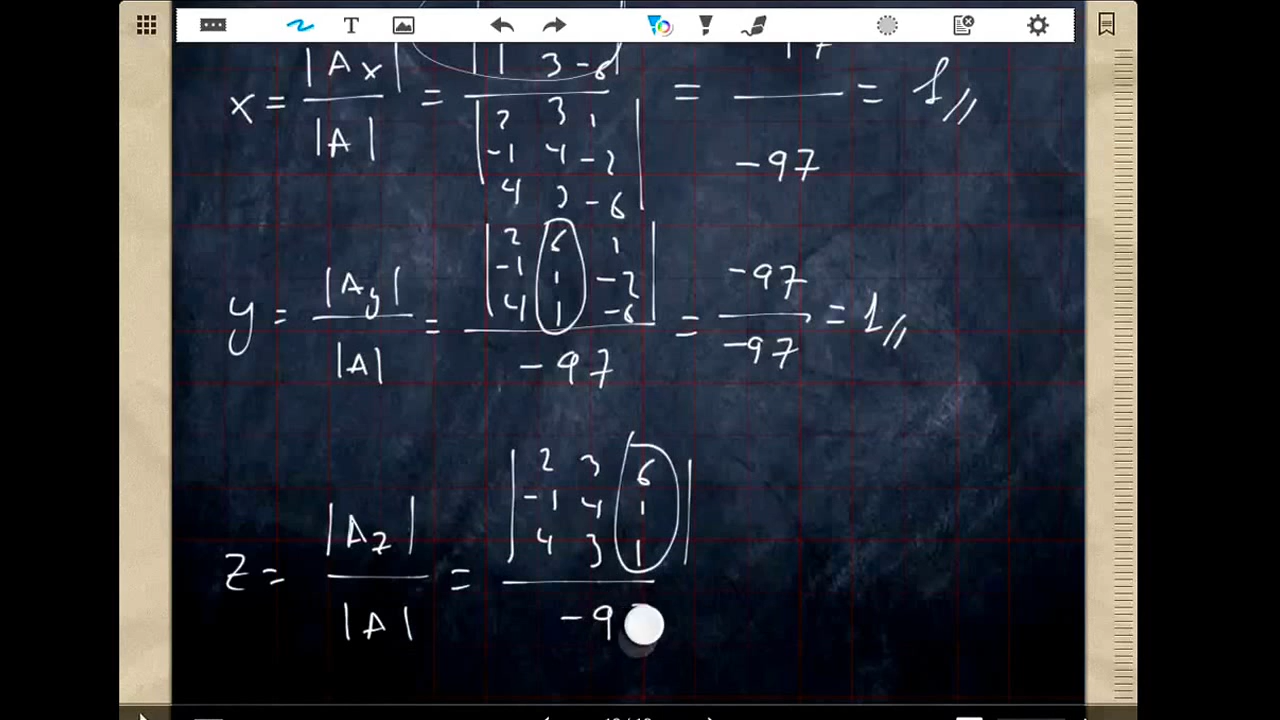 T
x = |Ax| / |A| = | 1 3 -6 | / | 2 3 1 | = / -97 = 1 //
| -1 4 -2 |
| 4 3 -6 |
y = |Ay| / |A| = | 2 6 1 | / -97 = -97 / -97 = 1 //
| -1 1 -2 |
| 4 1 -6 |
z = |Az| / |A| = | 2 3 6 | / -9
| -1 4 1 |
| 4 3 1 |